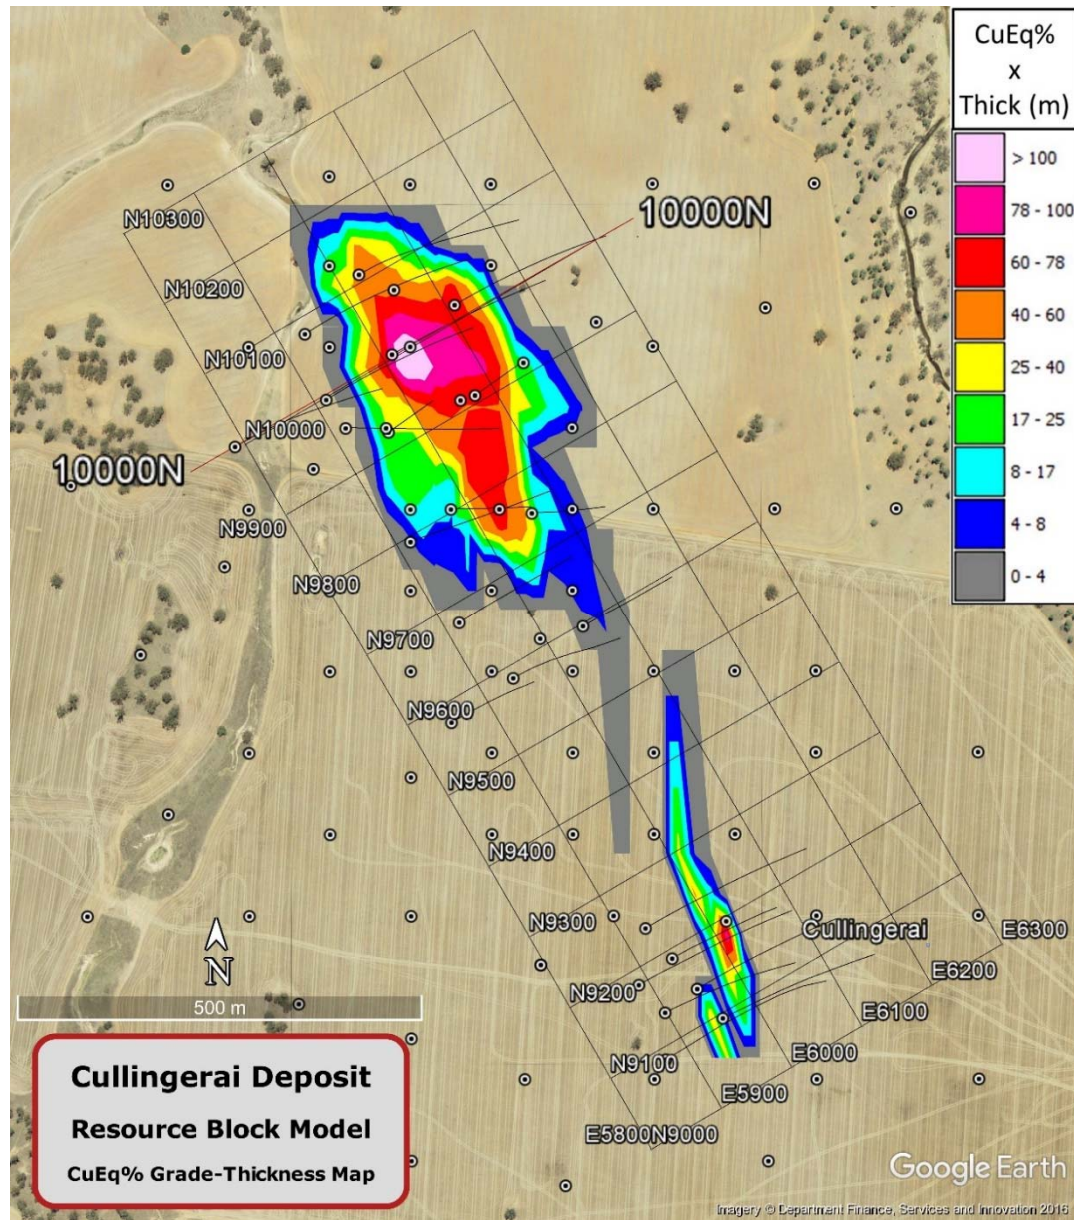 CuEq%
x
Thick (m)
> 100
78 - 100
60 - 78
40 - 60
25 - 40
17 - 25
8 - 17
4 - 8
0 - 4
10000N
N10300
N10200
N10100
N10000
10000N
N9900
N9800
N9700
N9600
N9500
N9400
N9300
Cullingerai
E6300
E6200
N9200
E6100
N9100
E6000
E5900
E5800N9000
N
500 m
Cullingerai Deposit
Resource Block Model
CuEq% Grade-Thickness Map
Google Earth
Imagery © Department Finance, Services and Innovation 2016